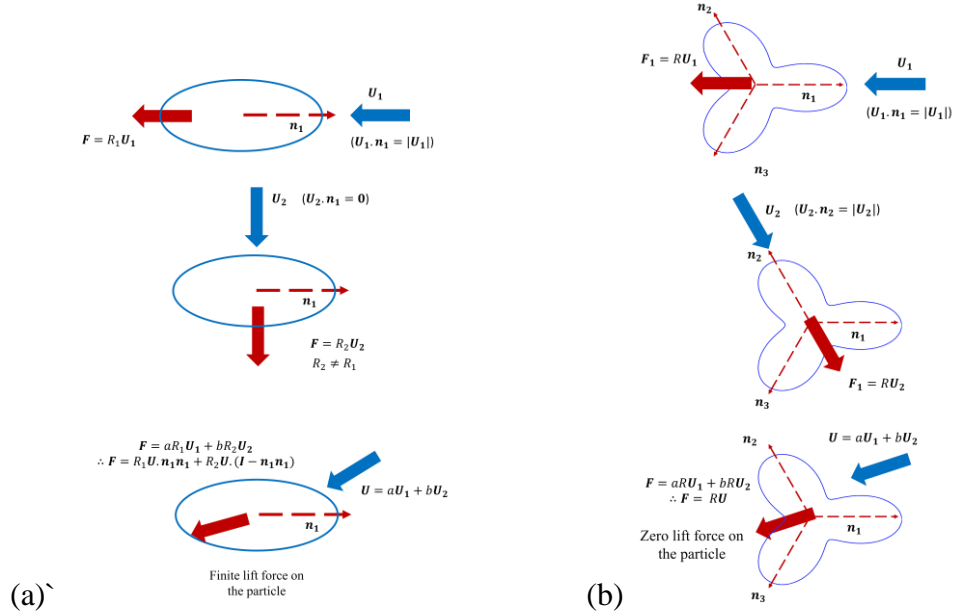 𝑼𝟏
𝒏𝟏
𝑭 = 𝑅1𝑼𝟏
(𝑼𝟏. 𝒏𝟏 = |𝑼𝟏|)
𝑼𝟐 (𝑼𝟐. 𝒏𝟏 = 𝟎)
𝒏𝟏
𝑭 = 𝑅2𝑼𝟐
𝑅2 ≠ 𝑅1
𝑭 = 𝑎𝑅1𝑼𝟏 + 𝑏𝑅2𝑼𝟐
∴ 𝑭 = 𝑅1𝑼. 𝒏𝟏𝒏𝟏 + 𝑅2𝑼. (𝑰 − 𝒏𝟏𝒏𝟏)
𝑼 = 𝑎𝑼𝟏 + 𝑏𝑼𝟐
𝒏𝟏
Finite lift force on
the particle
(a)`
𝒏𝟐
𝑭𝟏 = 𝑅𝑼𝟏
𝑼𝟏
𝒏𝟏
(𝑼𝟏. 𝒏𝟏 = |𝑼𝟏|)
𝒏𝟑
𝑼𝟐 (𝑼𝟐. 𝒏𝟐 = |𝑼𝟐|)
𝒏𝟐
𝒏𝟏
𝑭𝟏 = 𝑅𝑼𝟐
𝒏𝟑
𝒏𝟐
𝑼 = 𝑎𝑼𝟏 + 𝑏𝑼𝟐
𝑭 = 𝑎𝑅𝑼𝟏 + 𝑏𝑅𝑼𝟐
∴ 𝑭 = 𝑅𝑼
𝒏𝟏
Zero lift force on
the particle
𝒏𝟑
(b)